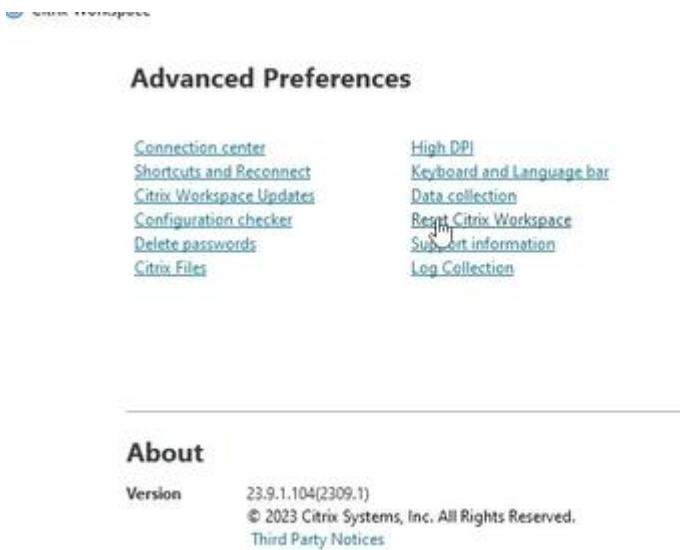 Citrix Workspace
Advanced Preferences
Connection center
Shortcuts and Reconnect
Citrix Workspace Updates
Configuration checker
Delete passwords
Citrix Files
High DPI
Keyboard and Language bar
Data collection
Reset Citrix Workspace
Support information
Log Collection
About
Version 23.9.1.104(2309.1)
© 2023 Citrix Systems, Inc. All Rights Reserved.
Third Party Notices